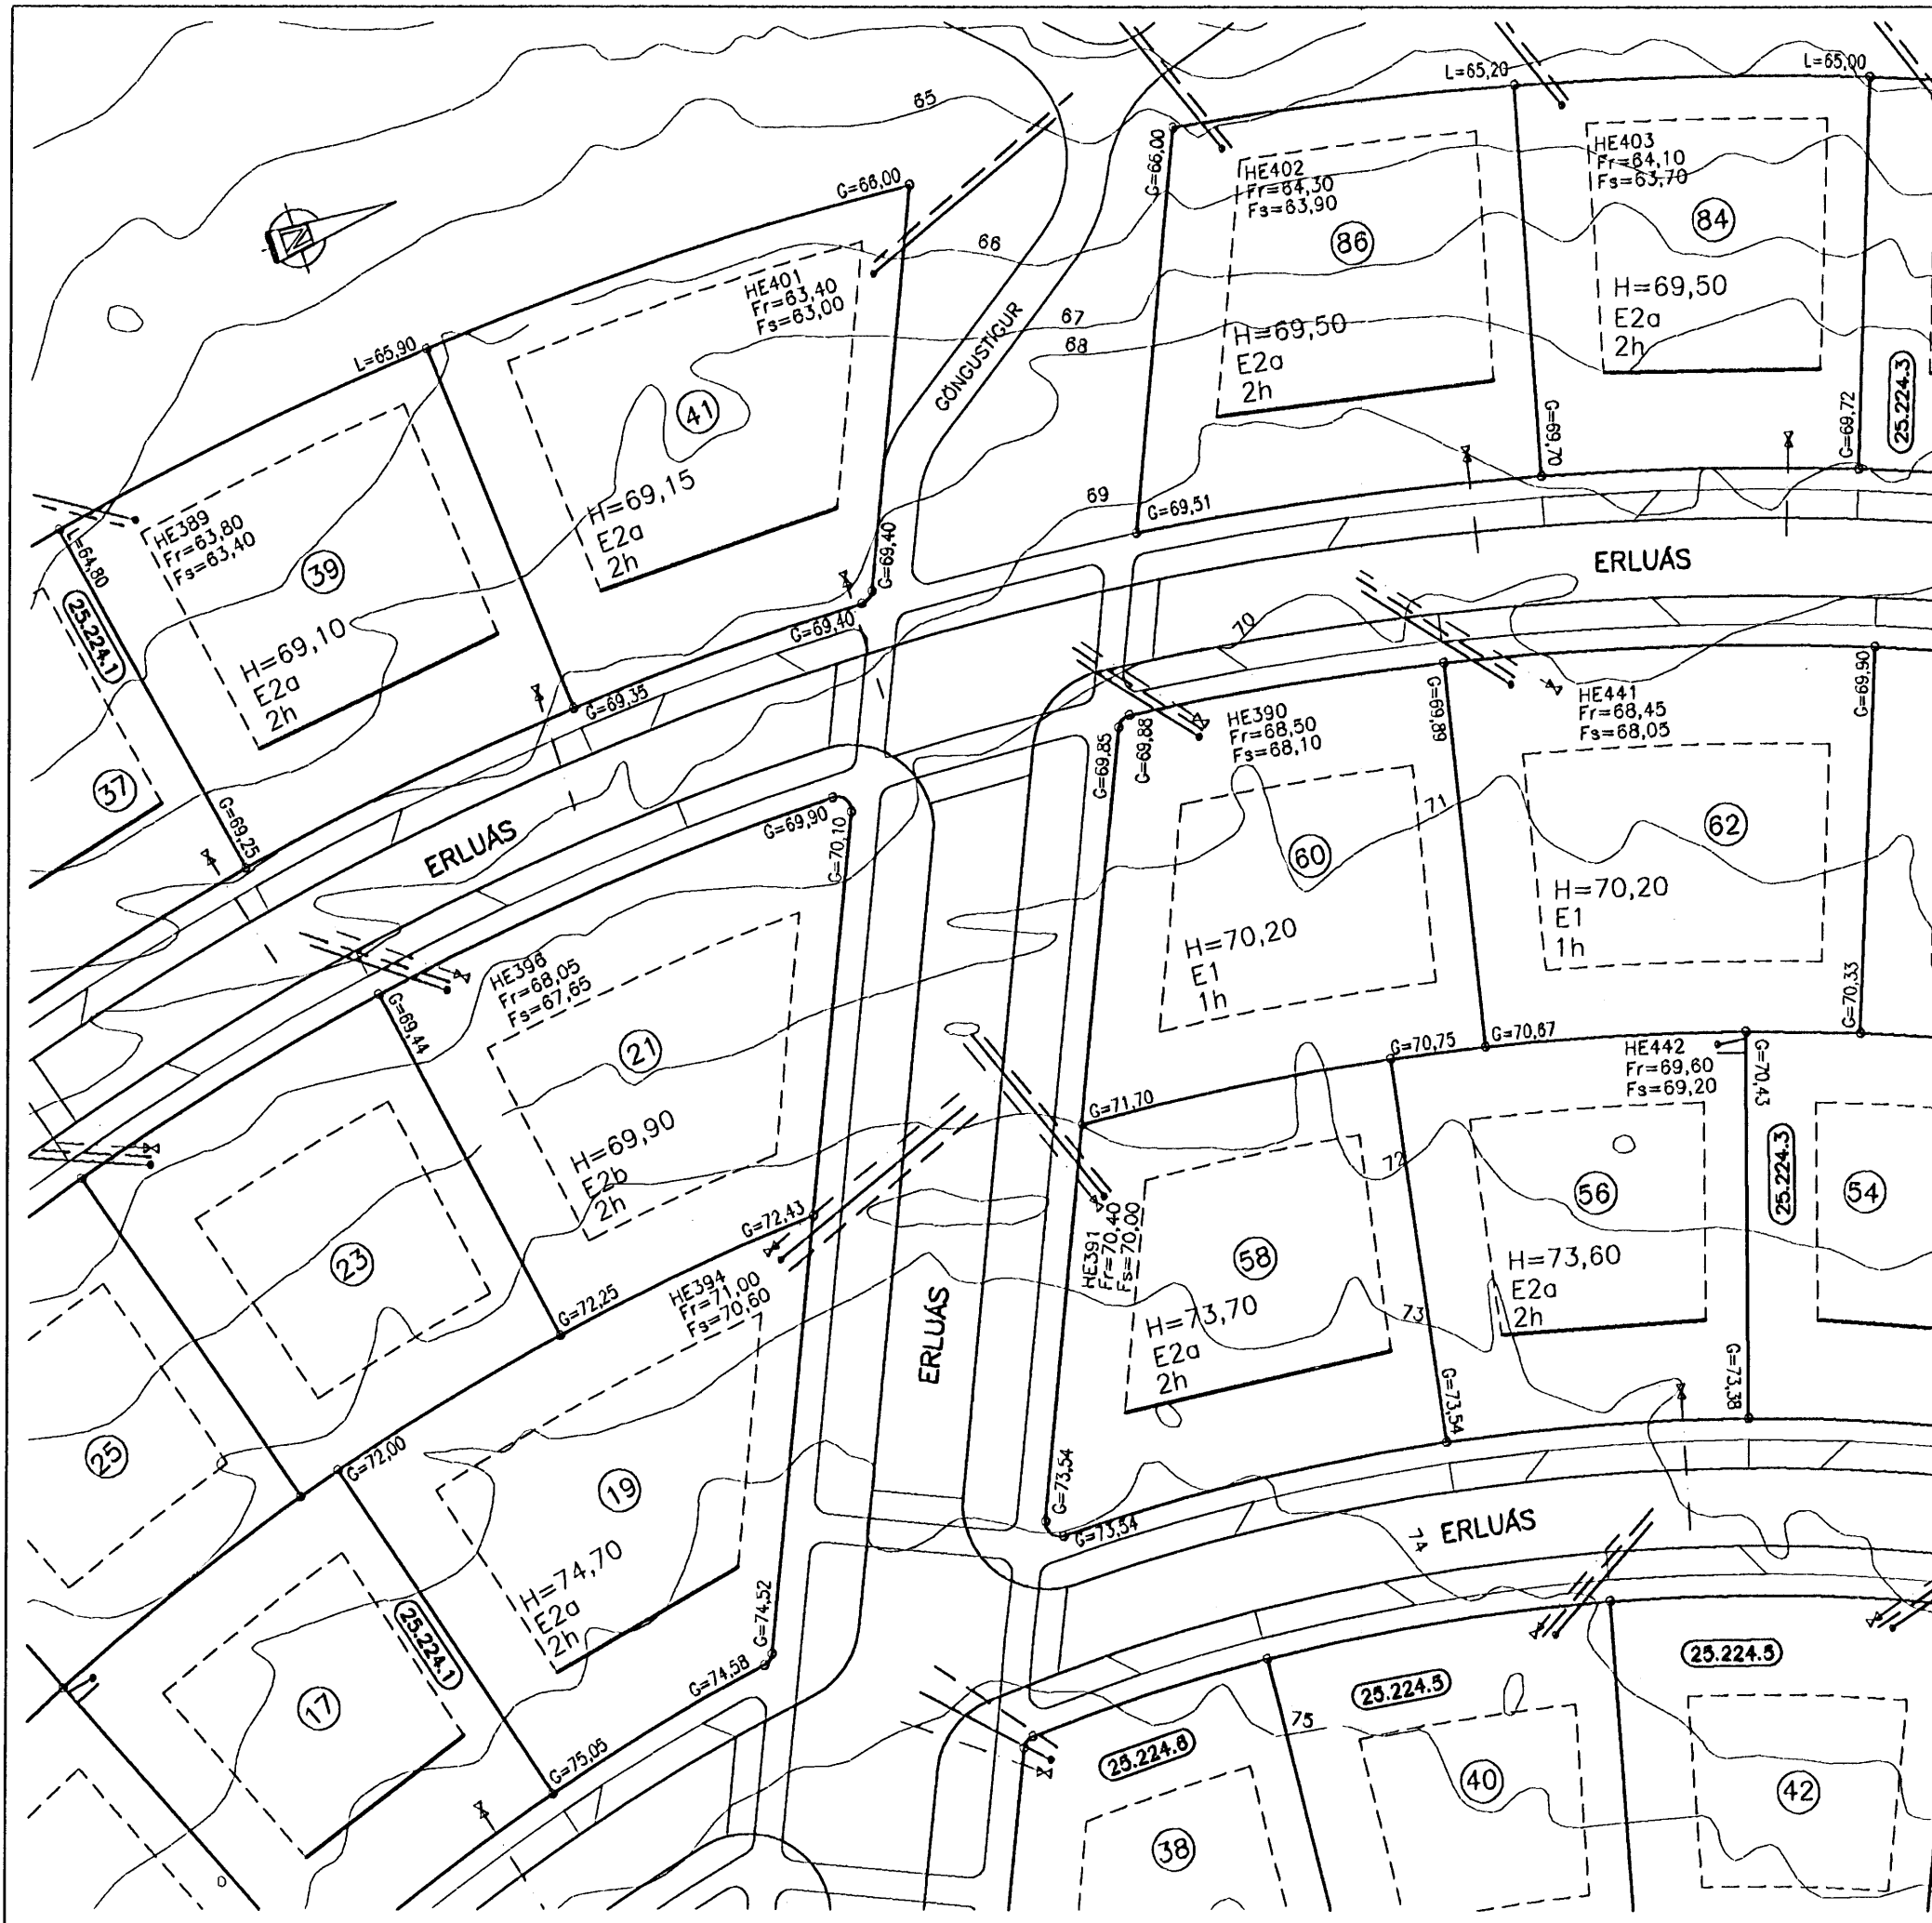 L=65,20
L=65,00
65
G=66,00
G=66,00
HE402
Fr=64,30
Fs=63,90
86
H=69,50
E2a
2h
HE403
Fr=64,10
Fs=63,70
84
H=69,50
E2a
2h
N
66
67
68
GÖNGUSTIGUR
HE401
Fr=63,40
Fs=63,00
41
H=69,15
E2a
2h
L=65,90
G=69,70
G=69,72
25.224.3
HE389
Fr=63,80
Fs=63,40
39
H=69,10
E2a
2h
L=64,80
25.224.1
37
G=69,25
G=69,35
G=69,40
G=69,40
69
G=69,51
ERLUÁS
70
ERLUÁS
G=69,90
G=70,10
G=69,85
G=69,88
HE390
Fr=68,50
Fs=68,10
G=69,89
HE441
Fr=68,45
Fs=68,05
G=69,90
71
60
H=70,20
E1
1h
62
H=70,20
E1
1h
G=70,33
G=69,44
HE396
Fr=68,05
Fs=67,65
21
H=69,90
E2b
2h
G=71,70
G=70,75
G=70,67
HE442
Fr=69,60
Fs=69,20
G=70,43
25.224.3
72
56
H=73,60
E2a
2h
54
23
G=72,43
G=72,25
HE394
Fr=71,00
Fs=70,60
ERLUÁS
HE391
Fr=70,40
Fs=70,00
58
H=73,70
E2a
2h
73
G=73,54
G=73,38
25
G=72,00
19
H=74,70
E2a
2h
G=74,52
G=74,58
G=73,54
G=73,54
74
ERLUÁS
17
25.224.1
G=75,05
25.224.6
75
25.224.5
25.224.5
38
40
42